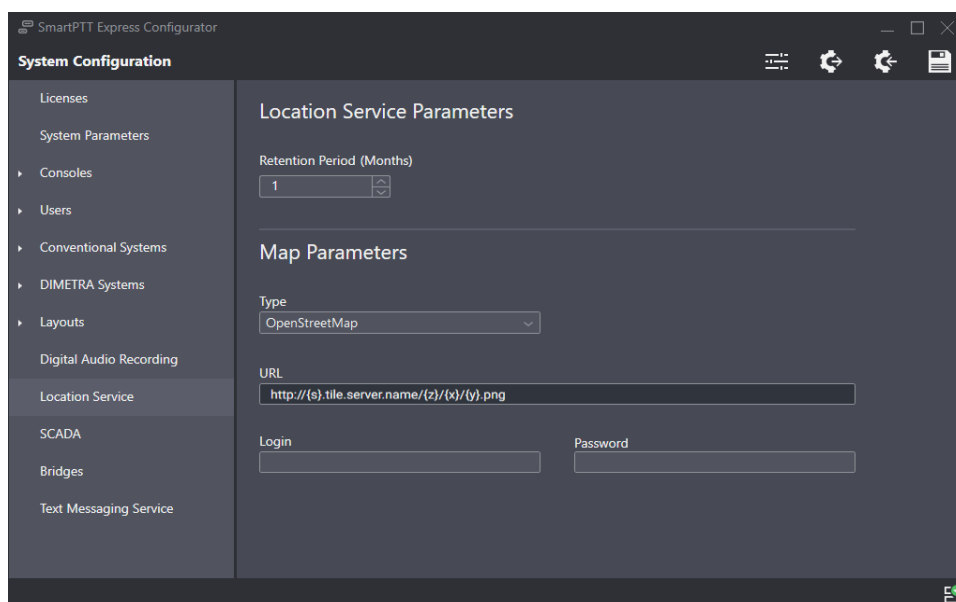 SmartPTT Express Configurator
System Configuration
Licenses
System Parameters
Consoles
Users
Conventional Systems
DIMETRA Systems
Layouts
Digital Audio Recording
Location Service
SCADA
Bridges
Text Messaging Service
Location Service Parameters
Retention Period (Months)
1
Map Parameters
Type
OpenStreetMap
URL
http://{s}.tile.server.name/{z}/{x}/{y}.png
Login
Password